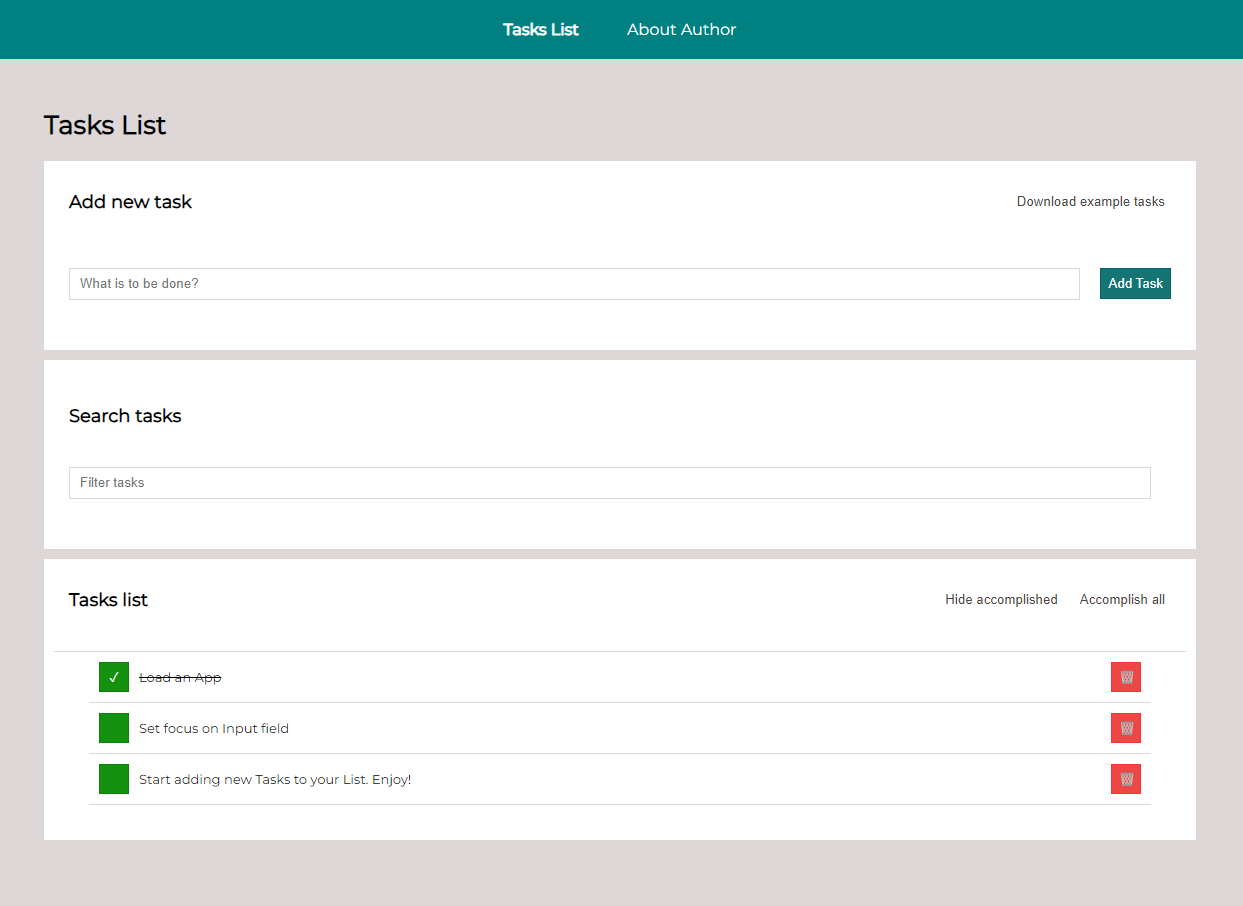 Tasks List About Author
Tasks List
Add new task Download example tasks
What is to be done? Add Task
Search tasks
Filter tasks
Tasks list Hide accomplished Accomplish all
✓ Load an App
Set focus on Input field
Start adding new Tasks to your List. Enjoy!